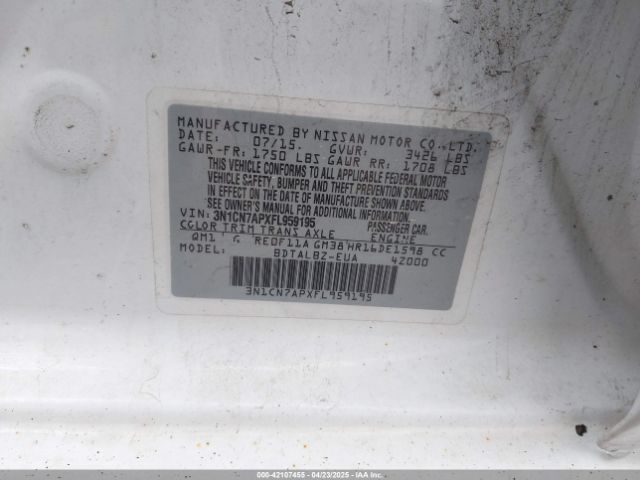 MANUFACTURED BY NISSAN MOTOR CO.,LTD.
DATE: 07/15. GVWR: 3426 LBS
GAWR-FR: 1750 LBS GAWR RR: 1708 LBS
THIS VEHICLE CONFORMS TO ALL APPLICABLE FEDERAL MOTOR
VEHICLE SAFETY, BUMPER AND THEFT PREVENTION STANDARDS
IN EFFECT ON THE DATE OF MANUFACTURE SHOWN ABOVE.
SEE OWNER'S MANUAL FOR ADDITIONAL INFORMATION.
VIN: 3N1CN7APXFL959195 PASSENGER CAR.
COLOR TRIM TRANS AXLE ENGINE
QM1 G RE0F11A GM38 HR16DE1598 CC
MODEL: BDTALBZ-EUA 42000
3N1CN7APXFL959195
000-42107455 - 04/23/2025 - COPYRIGHT IAA, LLC